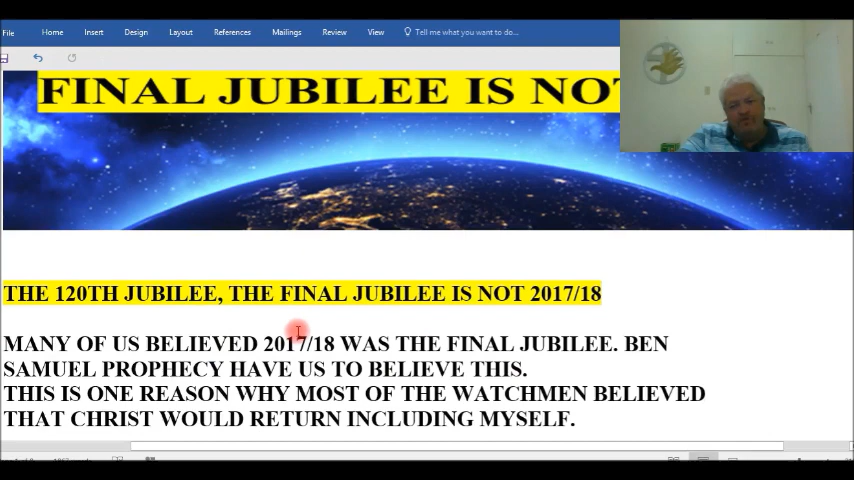 File Home Insert Design Layout References Mailings Review View Tell me what you want to do...
FINAL JUBILEE IS NOT
THE 120TH JUBILEE, THE FINAL JUBILEE IS NOT 2017/18
MANY OF US BELIEVED 2017/18 WAS THE FINAL JUBILEE. BEN
SAMUEL PROPHECY HAVE US TO BELIEVE THIS.
THIS IS ONE REASON WHY MOST OF THE WATCHMEN BELIEVED
THAT CHRIST WOULD RETURN INCLUDING MYSELF.